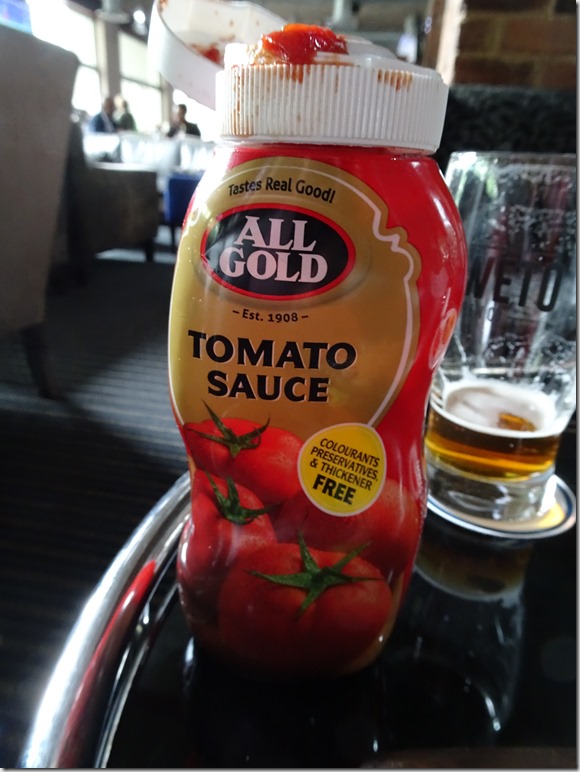 Tastes Real Good!
ALL
GOLD
- Est. 1908 -
TOMATO
SAUCE
COLOURANTS
PRESERVATIVES,
& THICKENER
FREE
WETO